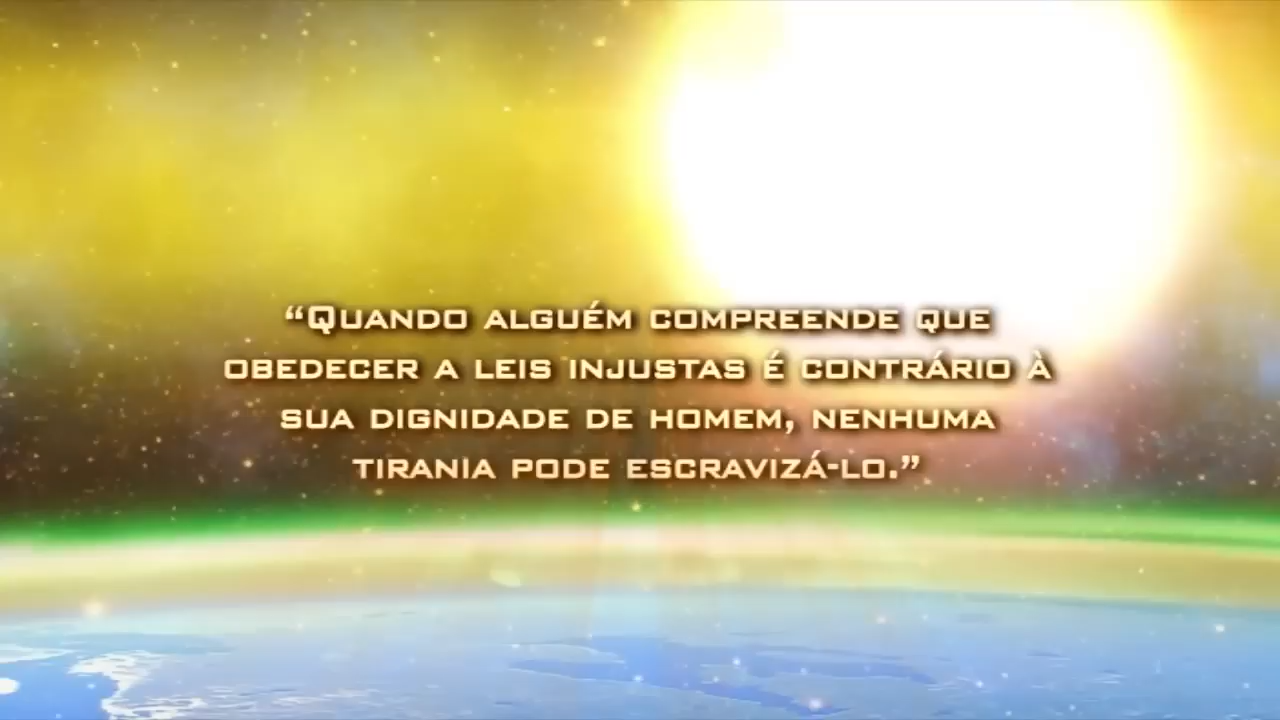 “Quando alguém compreende que
obedecer a leis injustas é contrário à
sua dignidade de homem, nenhuma
tirania pode escravizá-lo.”